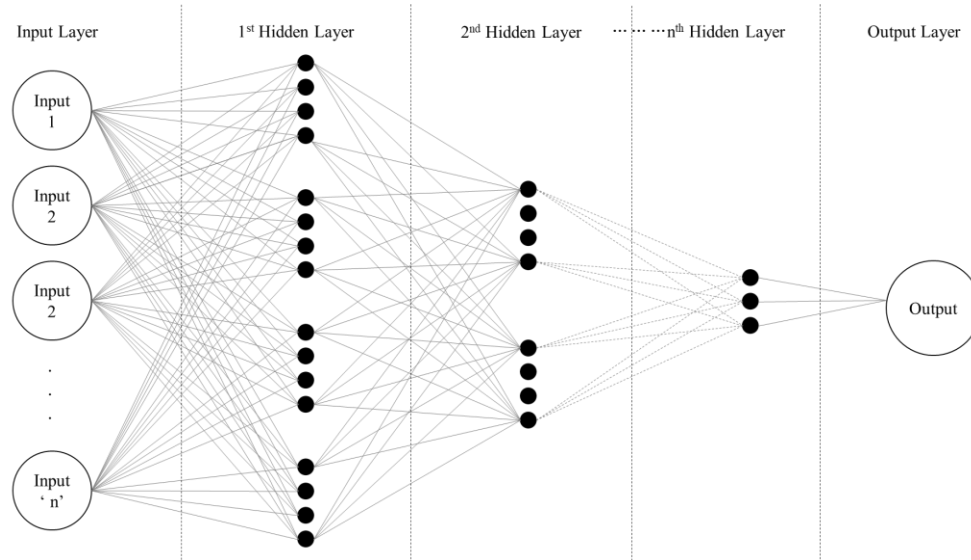 Input Layer
1st Hidden Layer
2nd Hidden Layer
………nth Hidden Layer
Output Layer
Input
1
Input
2
Input
2
.
.
.
Input
‘ n’
Output